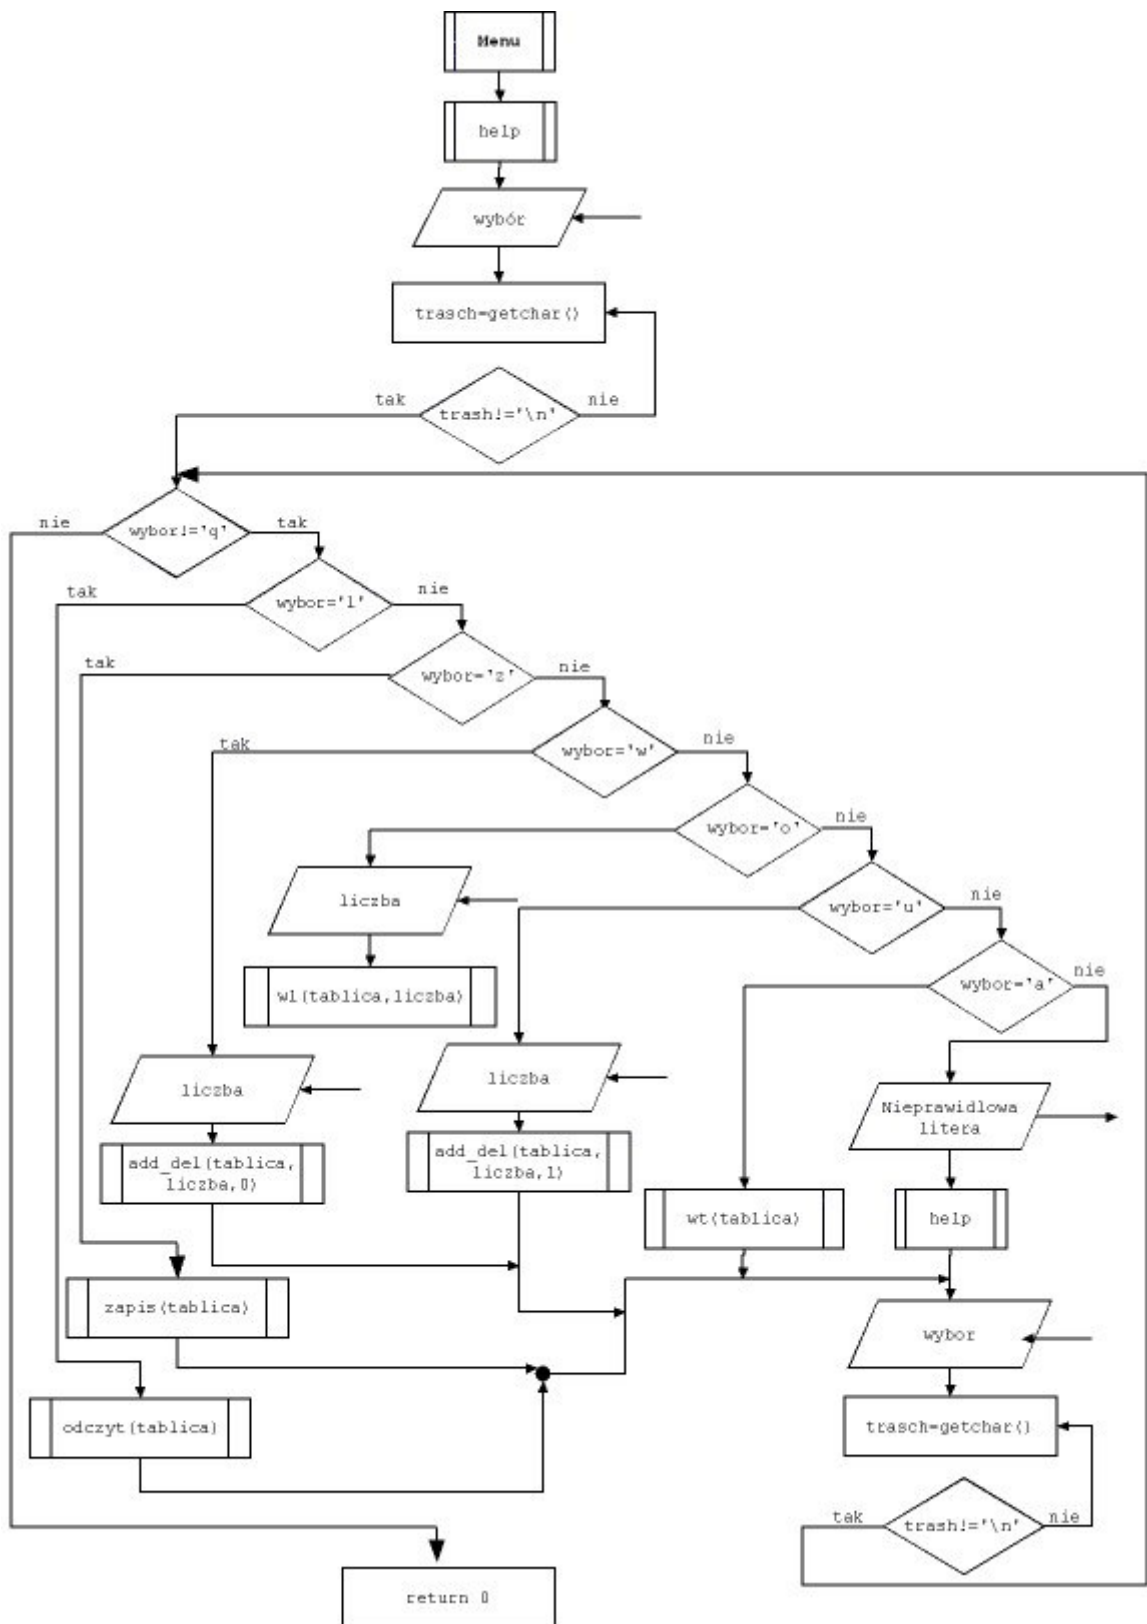 Menu
help
wybór
trasch=getchar()
tak
trash!='\n'
nie
nie
wybor!='q'
tak
tak
wybor='l'
nie
tak
wybor='z'
nie
tak
wybor='w'
nie
wybor='o'
nie
liczba
wybor='u'
nie
wl(tablica,liczba)
wybor='a'
nie
liczba
liczba
Nieprawidlowa
litera
add_del(tablica,
liczba,0)
add_del(tablica,
liczba,1)
wt(tablica)
help
zapis(tablica)
wybor
odczyt(tablica)
trasch=getchar()
tak
trash!='\n'
nie
return 0